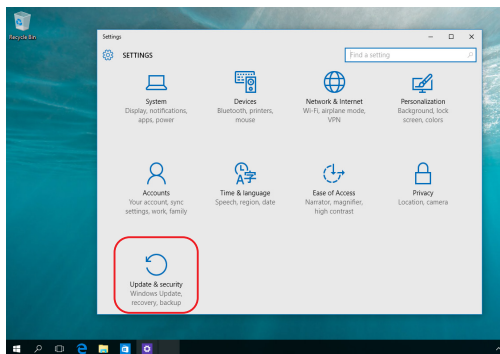 Recycle Bin
Settings
SETTINGS
Find a setting
System
Display, notifications,
apps, power
Devices
Bluetooth, printers,
mouse
Network & Internet
Wi-Fi, airplane mode,
VPN
Personalization
Background, lock
screen, colors
Accounts
Your account, sync
settings, work, family
Time & language
Speech, region, date
Ease of Access
Narrator, magnifier,
high contrast
Privacy
Location, camera
Update & security
Windows Update,
recovery, backup